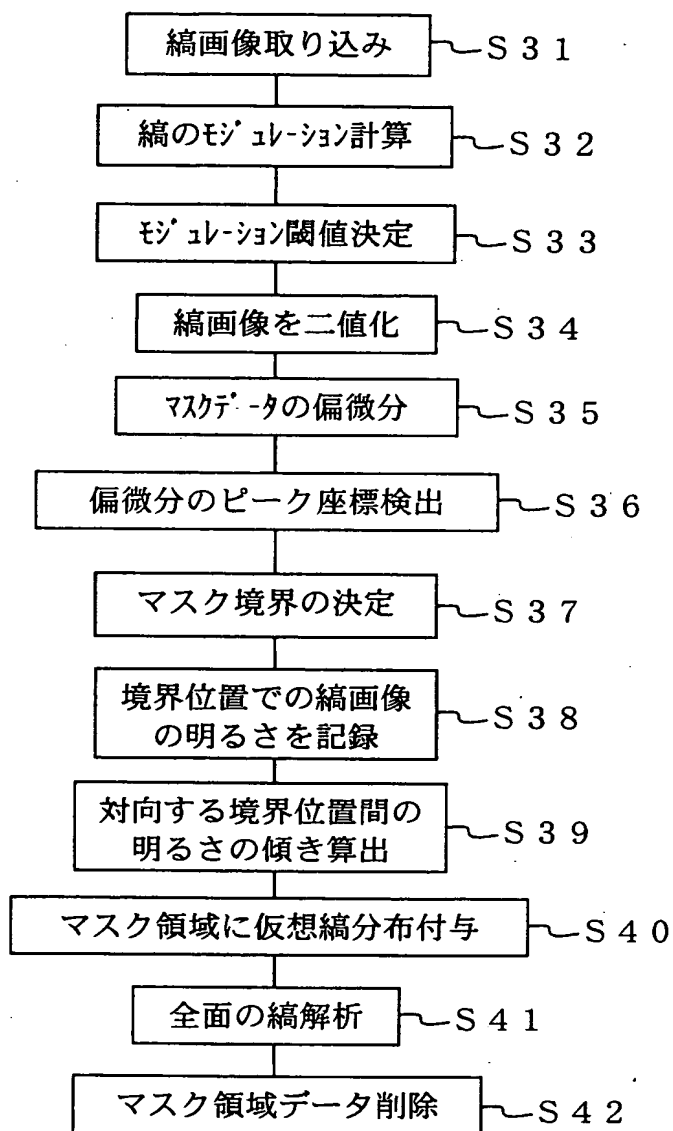 縞画像取り込み S31
縞のﾓｼﾞｭﾚｰｼｮﾝ計算 S32
ﾓｼﾞｭﾚｰｼｮﾝ閾値決定 S33
縞画像を二値化 S34
ﾏｽｸﾃﾞｰﾀの偏微分 S35
偏微分のピーク座標検出 S36
マスク境界の決定 S37
境界位置での縞画像
の明るさを記録 S38
対向する境界位置間の
明るさの傾き算出 S39
マスク領域に仮想縞分布付与 S40
全面の縞解析 S41
マスク領域データ削除 S42